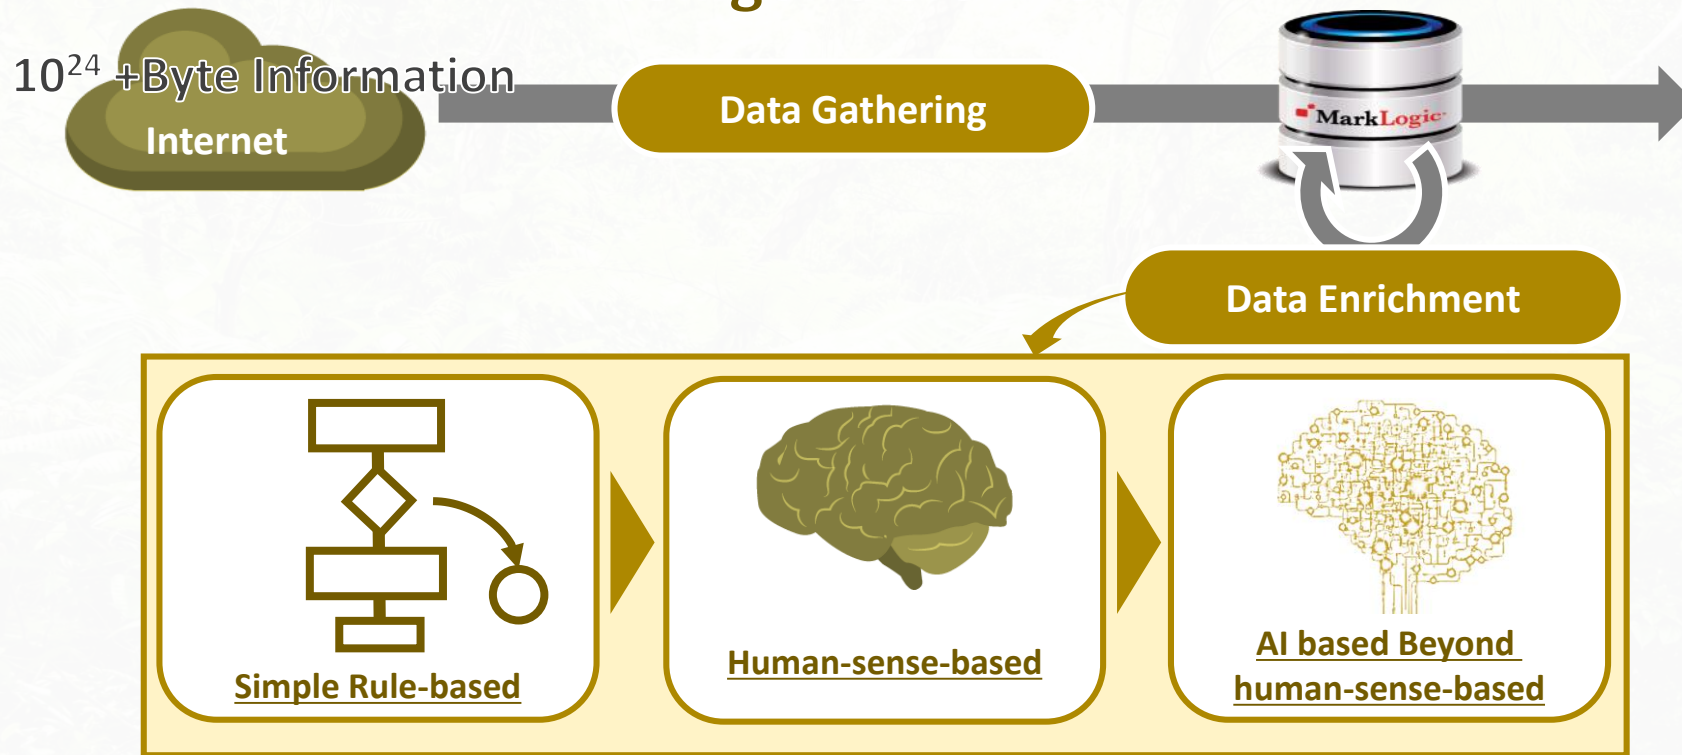 10²⁴ +Byte Information
Internet
Data Gathering
MarkLogic
Data Enrichment
Simple Rule-based
Human-sense-based
AI based Beyond
human-sense-based